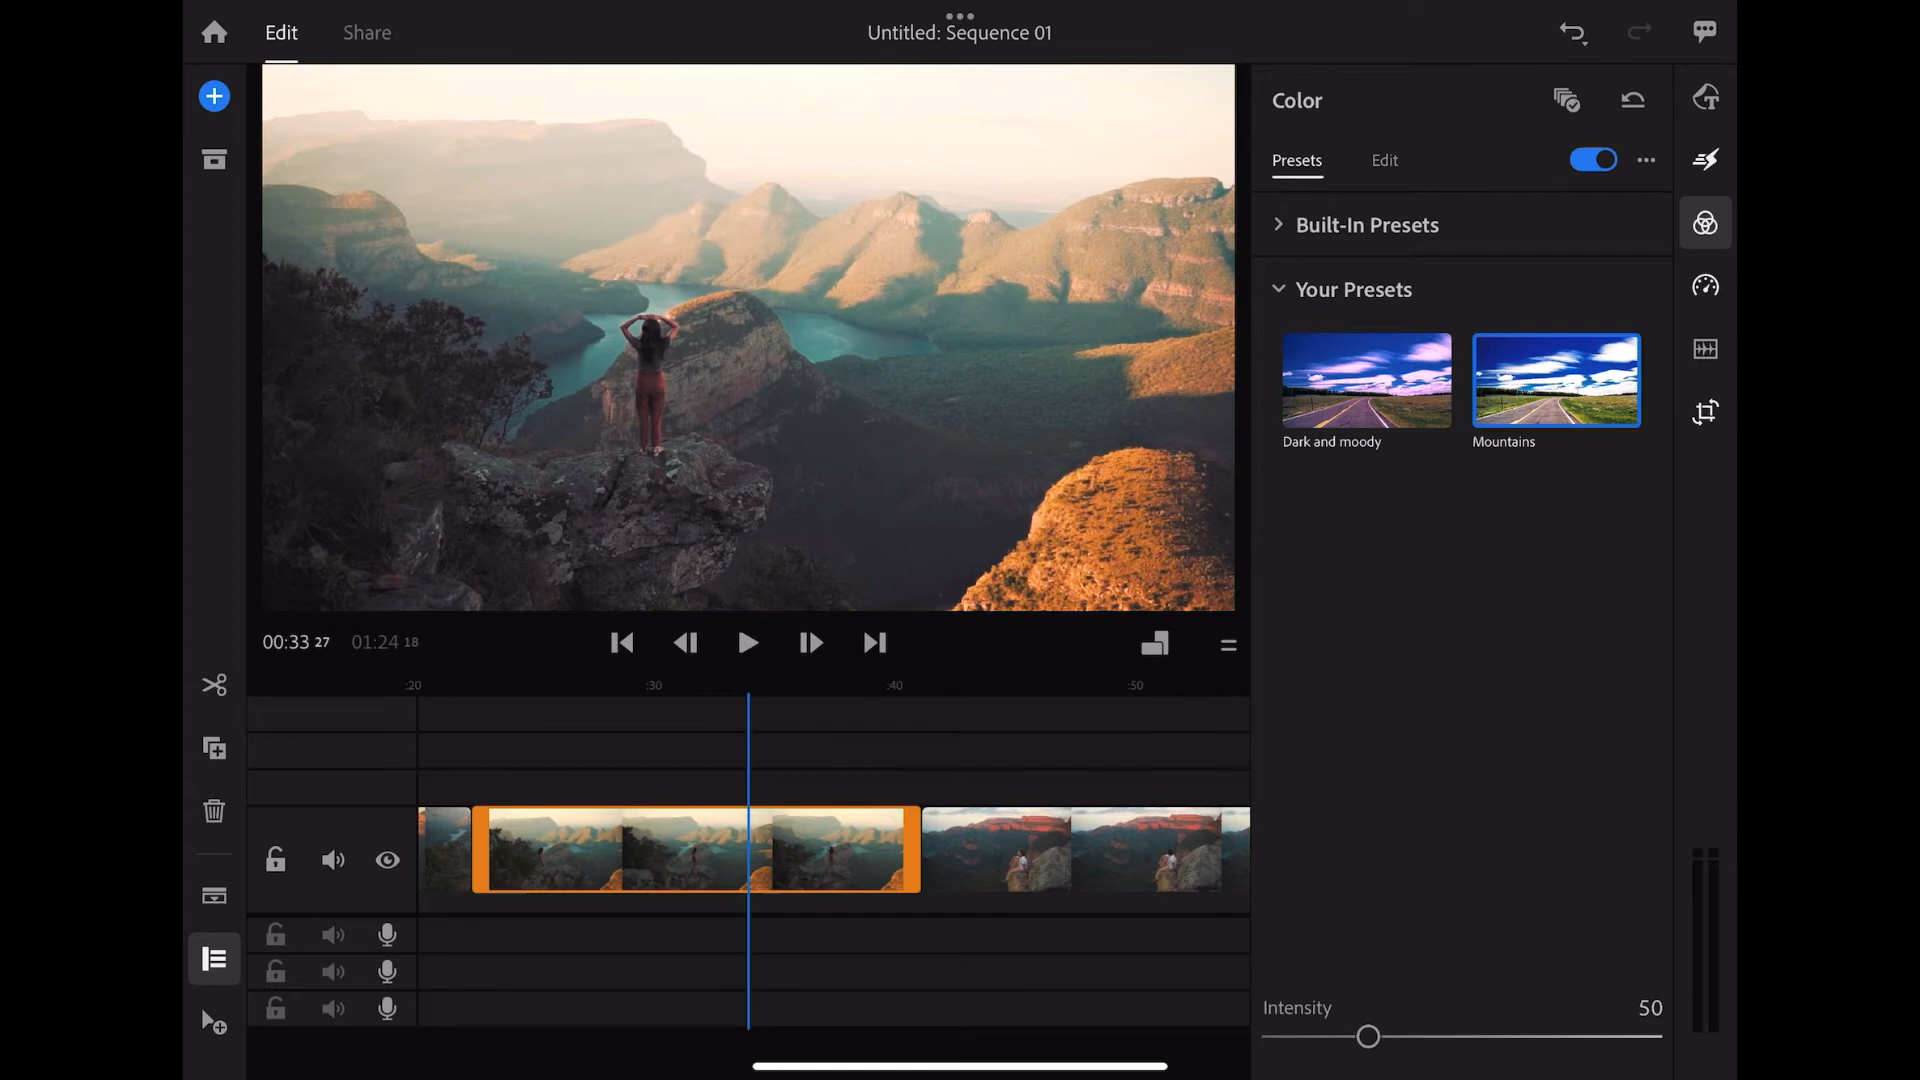 Edit
Share
Untitled: Sequence 01
Color
Presets
Edit
Built-In Presets
Your Presets
Dark and moody
Mountains
00:33 27
01:24 18
:20
:30
:40
:50
Intensity
50